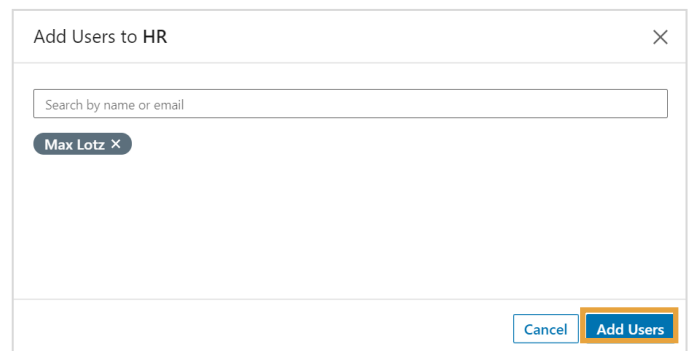 Add Users to HR
Search by name or email
Max Lotz ×
Cancel
Add Users